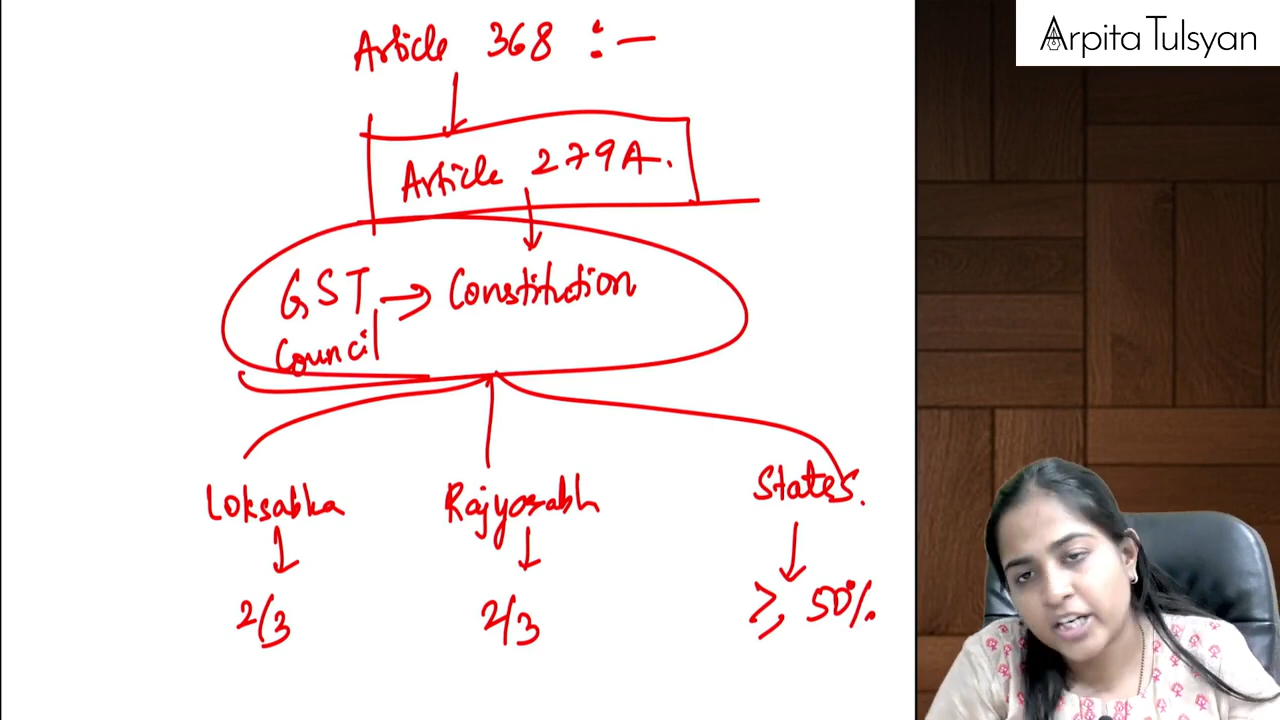 Arpita Tulsyan
Article 368 :-
Article 279A.
GST → Constitution
Council
Loksabha Rajyasabh States.
2/3 2/3 ≥, 50%